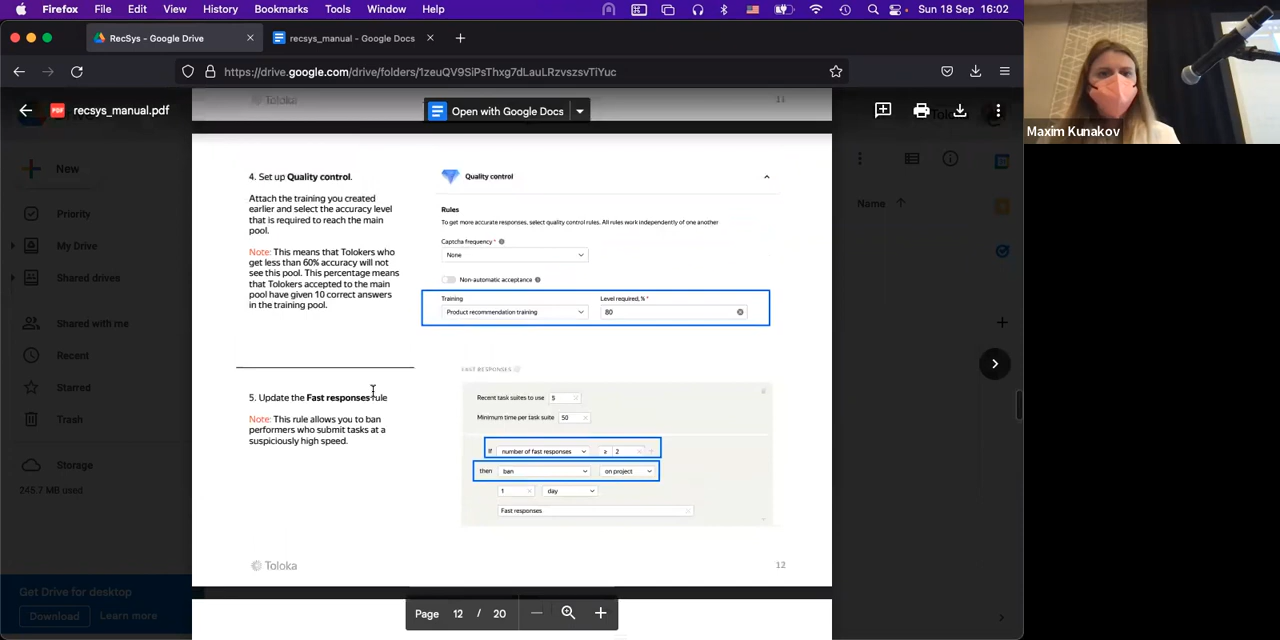 Firefox File Edit View History Bookmarks Tools Window Help Sun 18 Sep 16:02
RecSys - Google Drive recsys_manual - Google Docs
https://drive.google.com/drive/folders/euQV9SiPsThxg7dLauLRzvszsvTiYuc
recsys_manual.pdf Open with Google Docs
Toloka 11
New
Priority
My Drive
Shared drives
Shared with me
Recent
Starred
Trash
Storage
245.7 MB used
Get Drive for desktop
Download Learn more
Name
4. Set up Quality control.
Attach the training you created
earlier and select the accuracy level
that is required to reach the main
pool.
Note: This means that Tolokers who
get less than 60% accuracy will not
see this pool. This percentage means
that Tolokers accepted to the main
pool have given 10 correct answers
in the training pool.
Quality control
Rules
To get more accurate responses, select quality control rules. All rules work independently of one another
Captcha frequency *
None
Non-automatic acceptance
Training Level required, % *
Product recommendation training 80
5. Update the Fast responses rule
Note: This rule allows you to ban
performers who submit tasks at a
suspiciously high speed.
FAST RESPONSES
Recent task suites to use 5
Minimum time per task suite 50
If number of fast responses ≥ 2
then ban on project
1 day
Fast responses
Toloka 12
Page 12 / 20
Maxim Kunakov